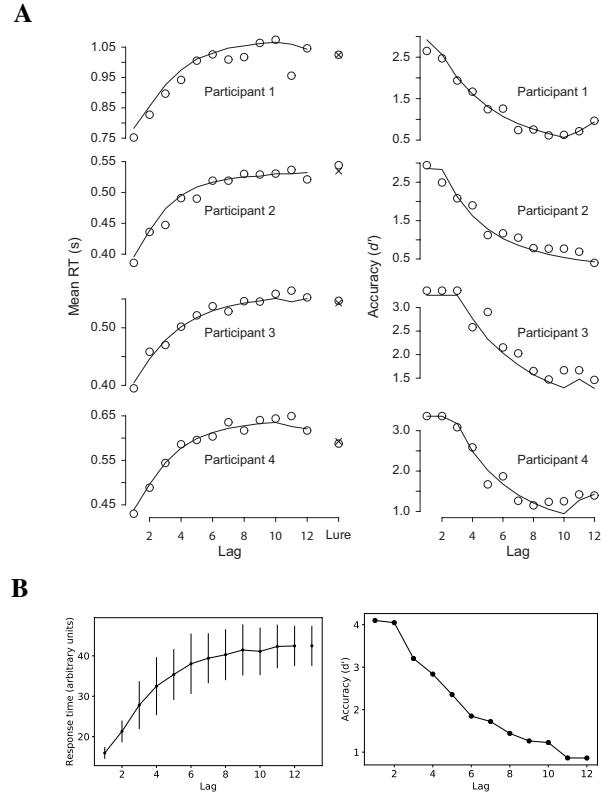 A
Mean RT (s)
1.05
0.95
0.85
0.75
Participant 1
0.55
0.50
0.40
Participant 2
0.50
0.40
Participant 3
0.65
0.55
0.45
Participant 4
2 4 6 8 10 12 Lure
Lag
Accuracy (d')
2.5
1.5
0.5
Participant 1
2.5
1.5
0.5
Participant 2
3.0
2.5
1.5
Participant 3
3.0
2.0
1.0
Participant 4
2 4 6 8 10 12
Lag
B
Response time (arbitrary units)
40
20
2 4 6 8 10 12
Lag
Accuracy (d')
4
3
2
1
2 4 6 8 10 12
Lag